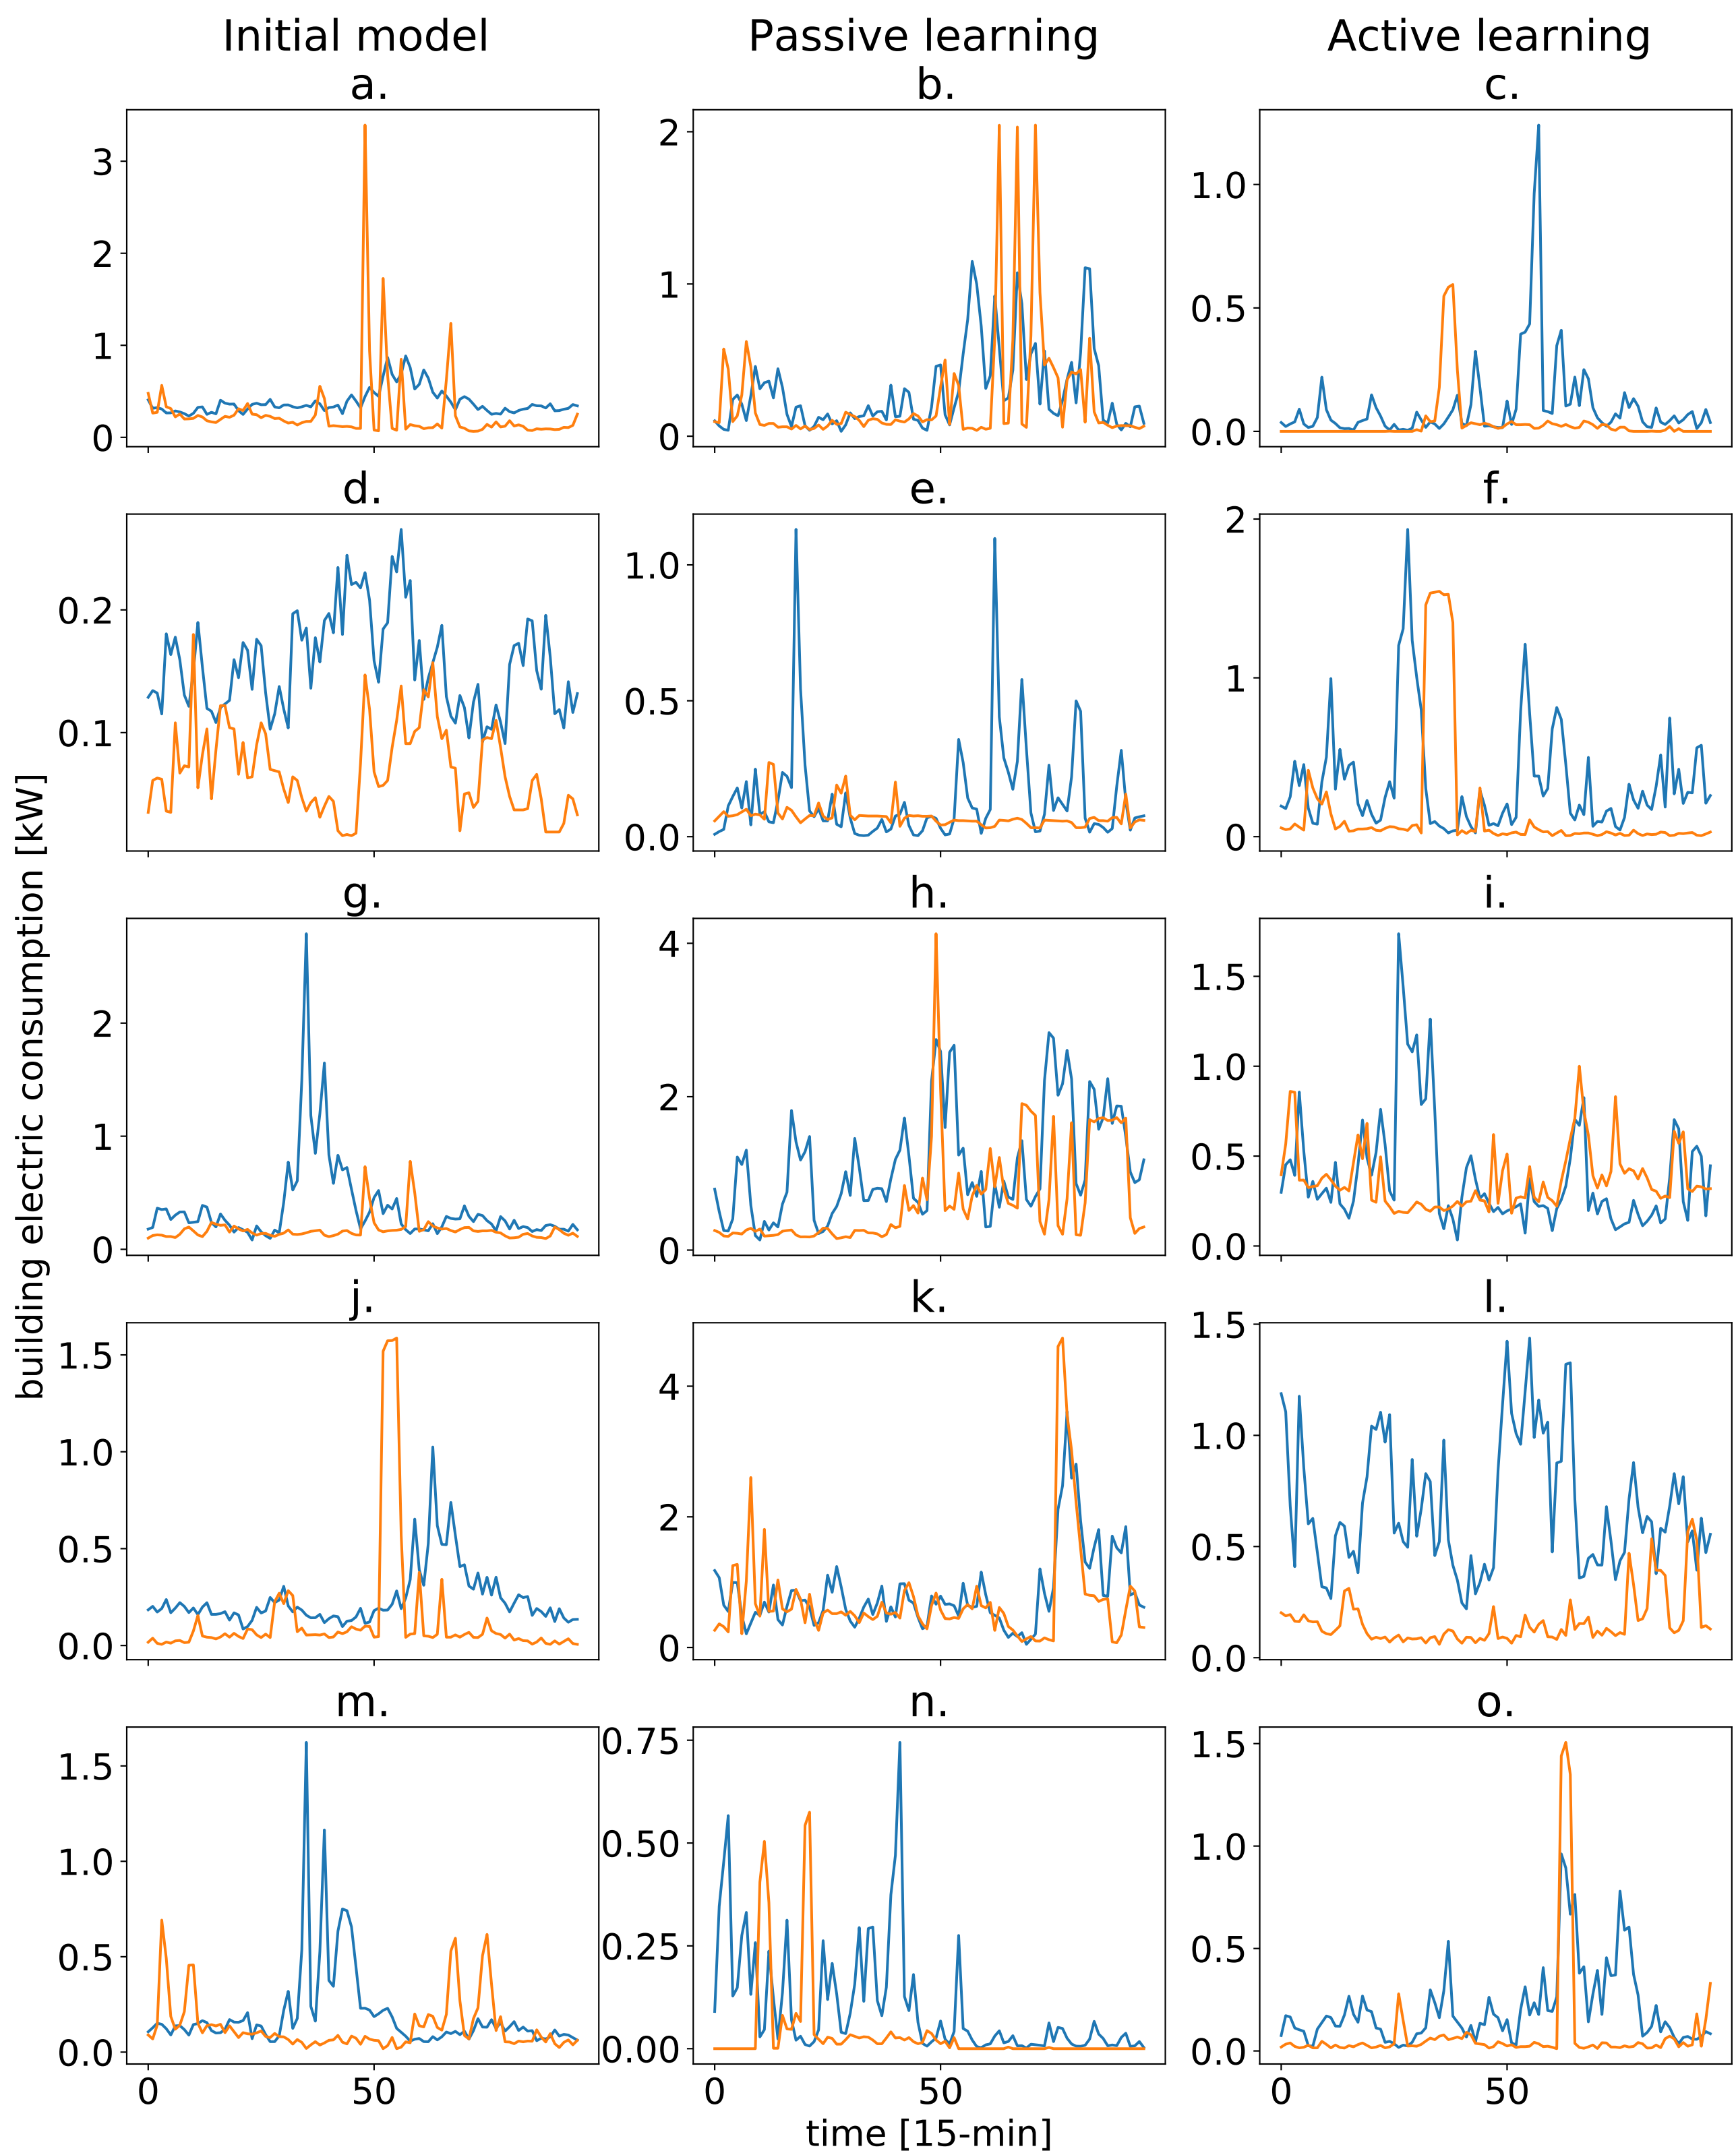 Initial model
Passive learning
Active learning
a.
b.
c.
3
2
1
0
2
1
0
1.0
0.5
0.0
d.
e.
f.
0.2
0.1
1.0
0.5
0.0
2
1
0
g.
h.
i.
2
1
0
4
2
0
1.5
1.0
0.5
0.0
j.
k.
l.
1.5
1.0
0.5
0.0
4
2
0
1.5
1.0
0.5
0.0
m.
n.
o.
1.5
1.0
0.5
0.0
0.75
0.50
0.25
0.00
1.5
1.0
0.5
0.0
0 50
0 50
0 50
building electric consumption [kW]
time [15-min]